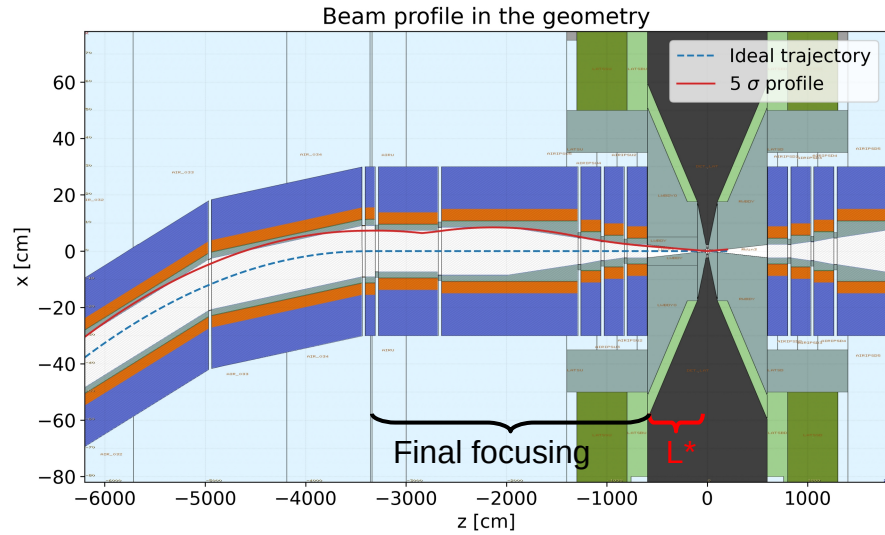 Beam profile in the geometry
Ideal trajectory
5 σ profile
x [cm]
60
40
20
0
−20
−40
−60
−80
Final focusing
L*
−6000
−5000
−4000
−3000
−2000
−1000
0
1000
z [cm]